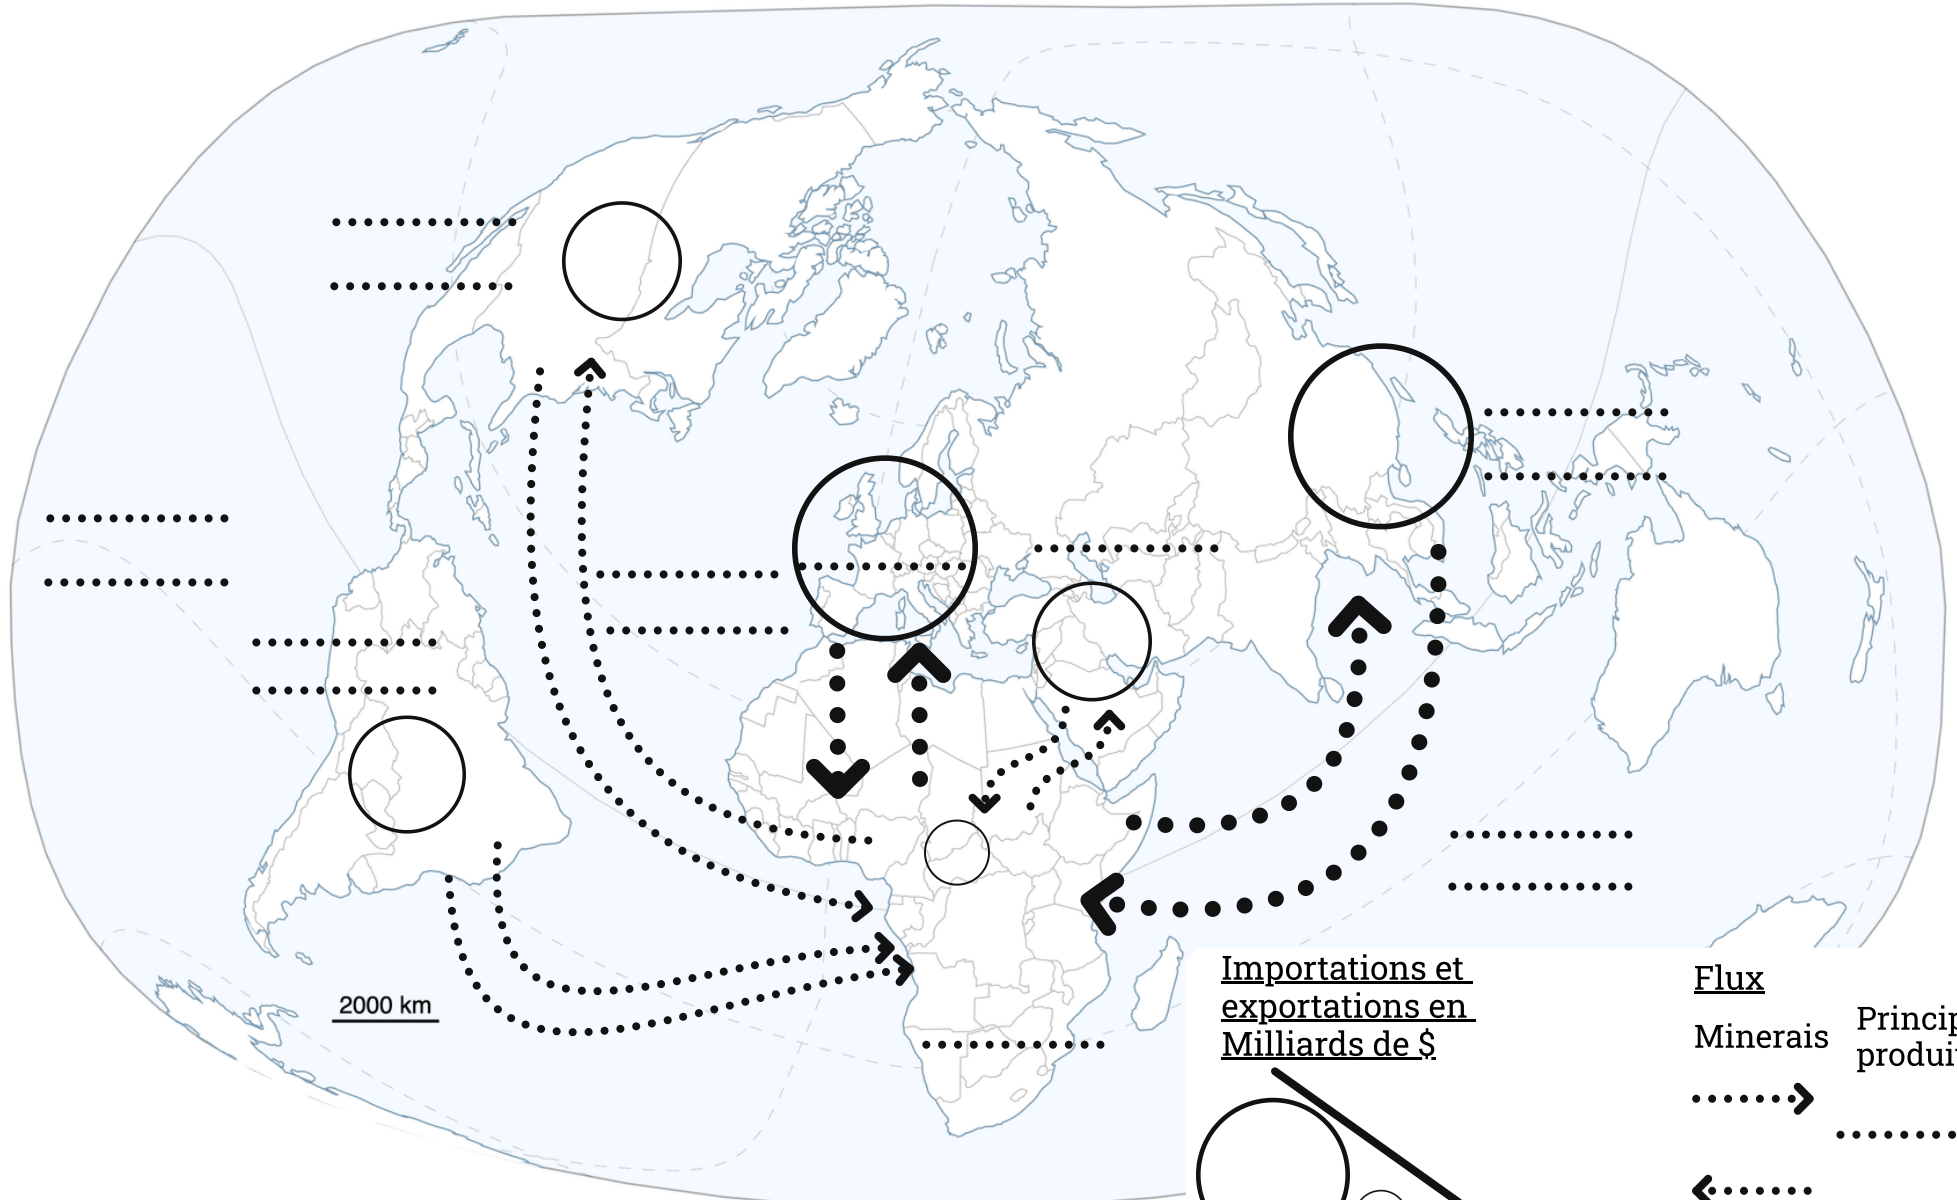 2000 km
Importations et
exportations en
Milliards de $
Flux
Minerais